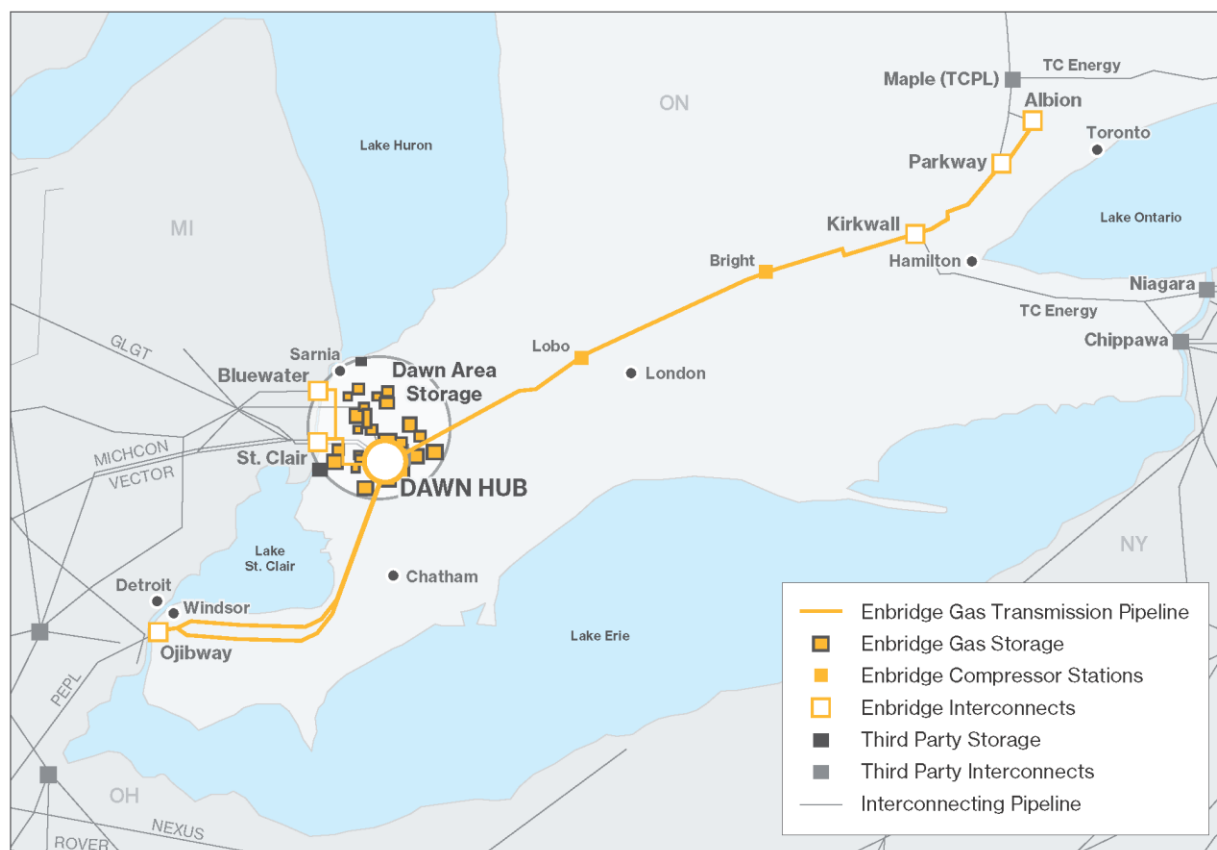 Maple (TCPL)
TC Energy
Albion
ON
Toronto
Lake Huron
Parkway
Kirkwall
Lake Ontario
MI
Bright
Hamilton
Niagara
TC Energy
Chippawa
GLGT
Lobo
Sarnia
Bluewater
Dawn Area
Storage
London
MICHCON
VECTOR
St. Clair
DAWN HUB
NY
Lake
St. Clair
Chatham
Detroit
Windsor
Ojibway
Lake Erie
PEPL
OH
NEXUS
ROVER
Enbridge Gas Transmission Pipeline
Enbridge Gas Storage
Enbridge Compressor Stations
Enbridge Interconnects
Third Party Storage
Third Party Interconnects
Interconnecting Pipeline